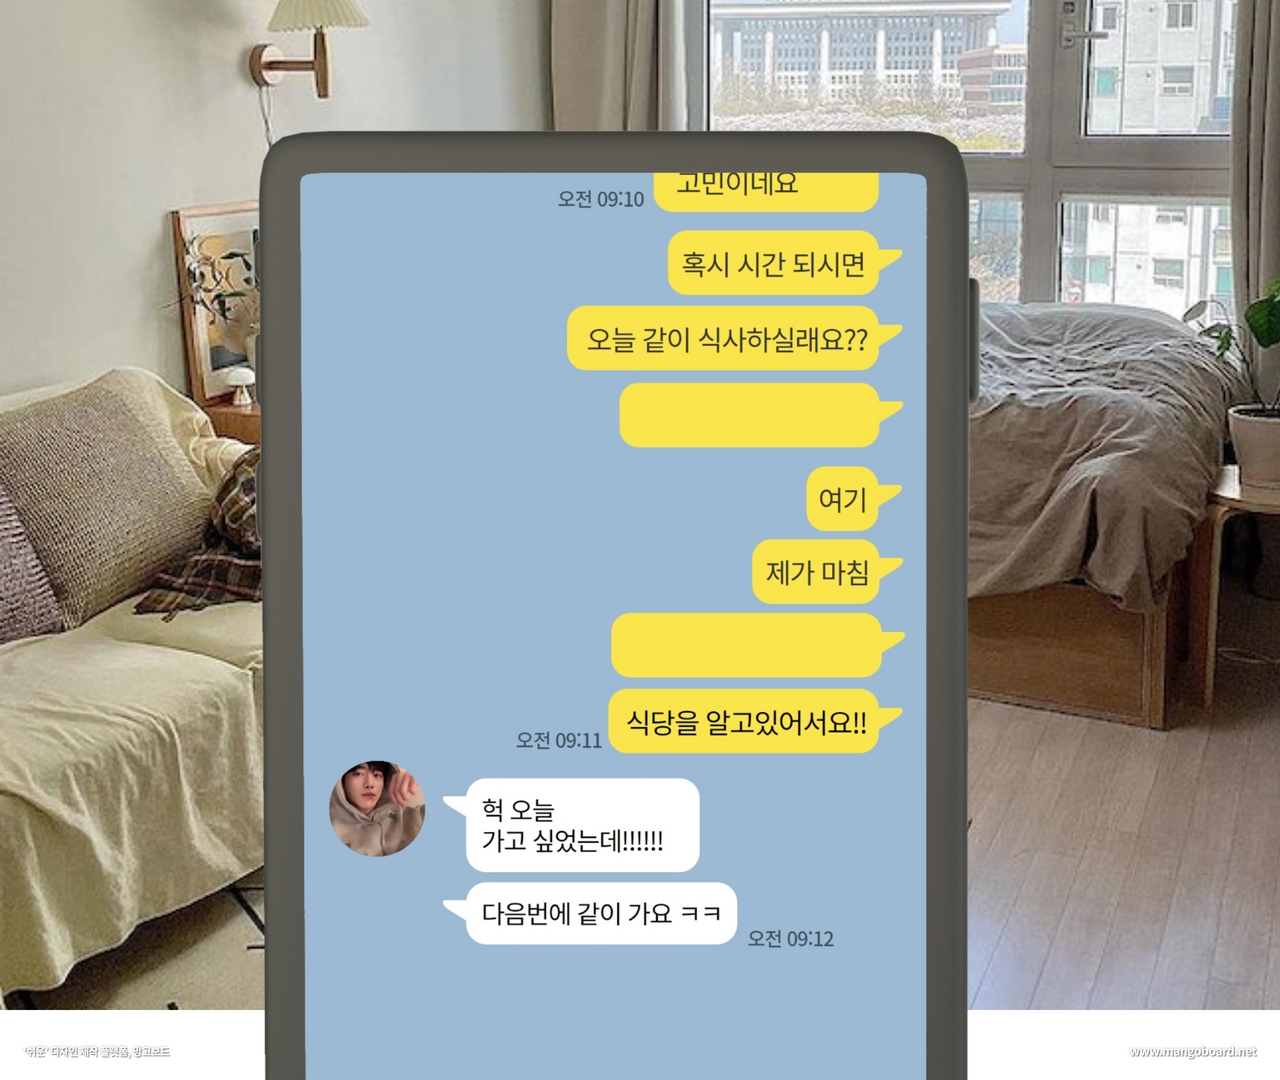 고민이네요
오전 09:10
혹시 시간 되시면
오늘 같이 식사하실래요??
여기
제가 마침
식당을 알고있어서요!!
오전 09:11
헉 오늘
가고 싶었는데!!!!!!
다음번에 같이 가요 ㅋㅋ
오전 09:12
'쉬운' 디자인 제작 플랫폼, 망고보드
www.mangoboard.net